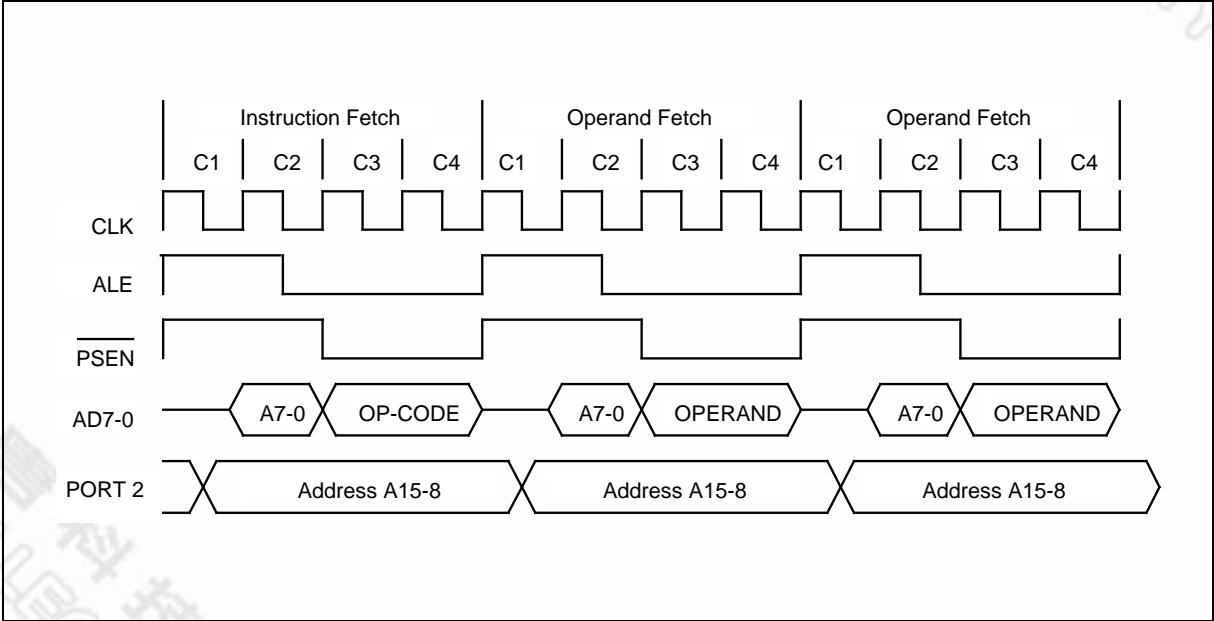 Instruction Fetch Operand Fetch Operand Fetch
C1 C2 C3 C4 C1 C2 C3 C4 C1 C2 C3 C4
CLK
ALE
PSEN
AD7-0 A7-0 OP-CODE A7-0 OPERAND A7-0 OPERAND
PORT 2 Address A15-8 Address A15-8 Address A15-8